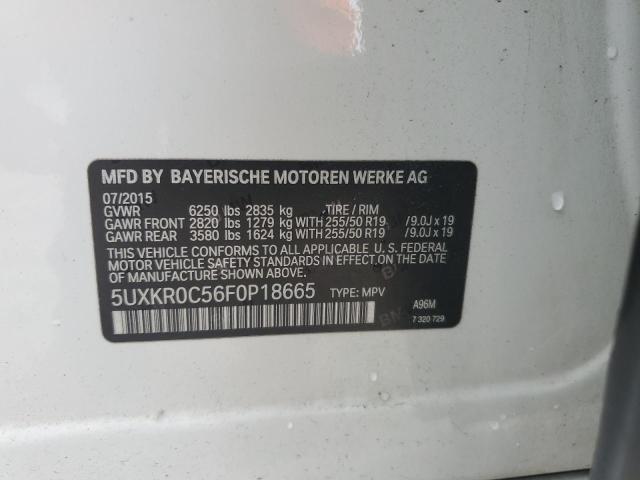 MFD BY BAYERISCHE MOTOREN WERKE AG
07/2015
GVWR 6250 lbs 2835 kg TIRE / RIM
GAWR FRONT 2820 lbs 1279 kg WITH 255/50 R19 /9.0J x 19
GAWR REAR 3580 lbs 1624 kg WITH 255/50 R19 /9.0J x 19
THIS VEHICLE CONFORMS TO ALL APPLICABLE U. S. FEDERAL
MOTOR VEHICLE SAFETY STANDARDS IN EFFECT ON THE
DATE OF MANUFACTURE SHOWN ABOVE.
5UXKR0C56F0P18665 TYPE: MPV
A96M
7 320 729